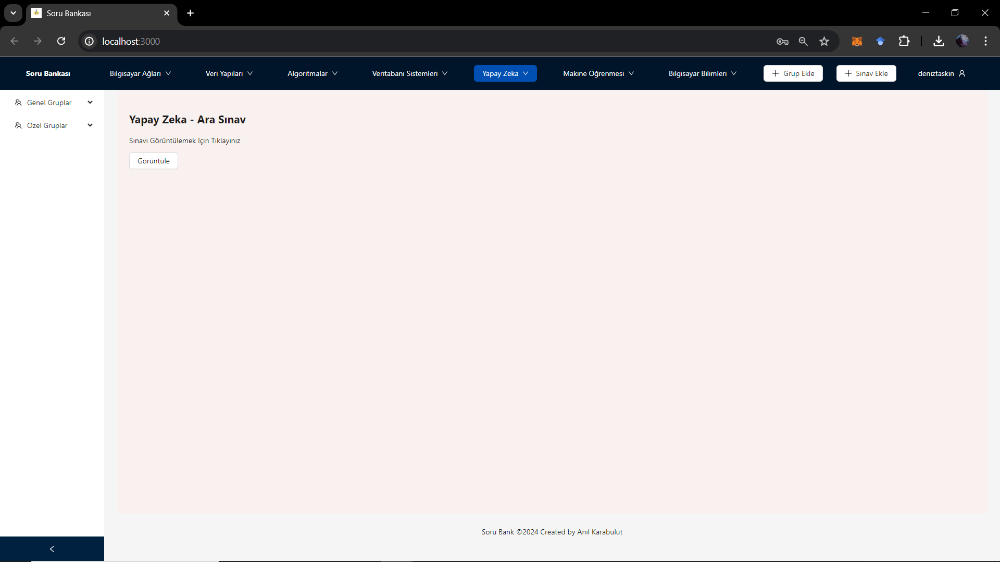 Soru Bankası
localhost:3000
Soru Bankası Bilgisayar Ağları Veri Yapıları Algoritmalar Veritabanı Sistemleri Yapay Zeka Makine Öğrenmesi Bilgisayar Bilimleri Grup Ekle Sınav Ekle deniztaskin
Genel Gruplar
Özel Gruplar
Yapay Zeka - Ara Sınav
Sınavı Görüntülemek İçin Tıklayınız
Görüntüle
Soru Bank ©2024 Created by Anıl Karabulut